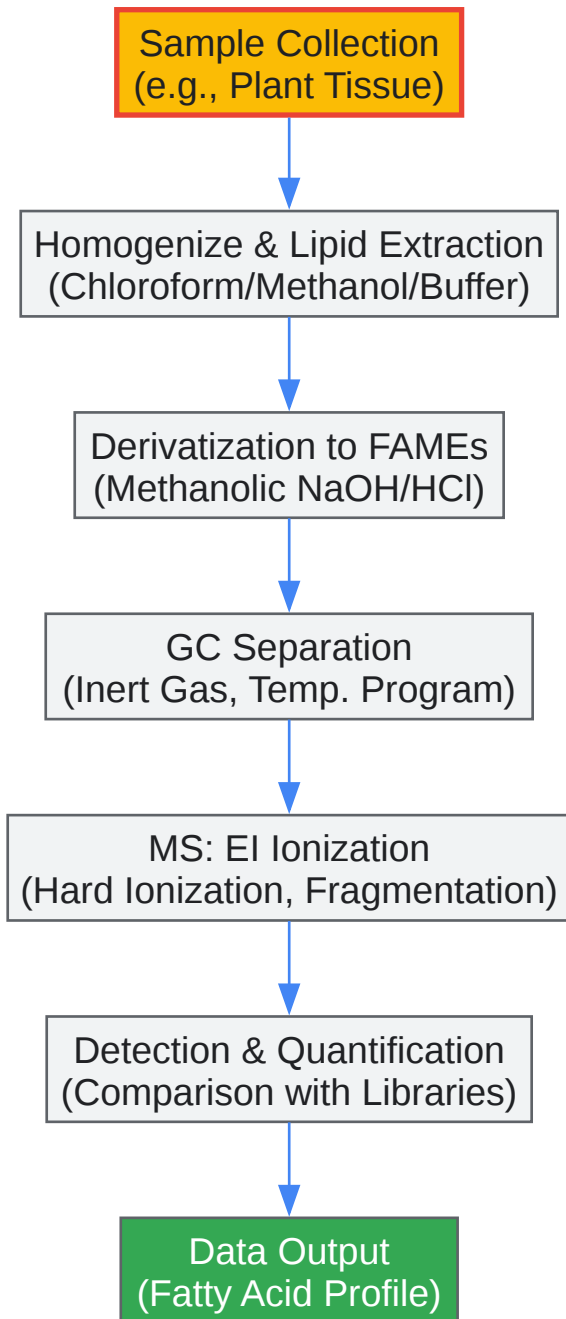 Sample Collection
(e.g., Plant Tissue)
Homogenize & Lipid Extraction
(Chloroform/Methanol/Buffer)
Derivatization to FAMEs
(Methanolic NaOH/HCl)
GC Separation
(Inert Gas, Temp. Program)
MS: EI Ionization
(Hard Ionization, Fragmentation)
Detection & Quantification
(Comparison with Libraries)
Data Output
(Fatty Acid Profile)